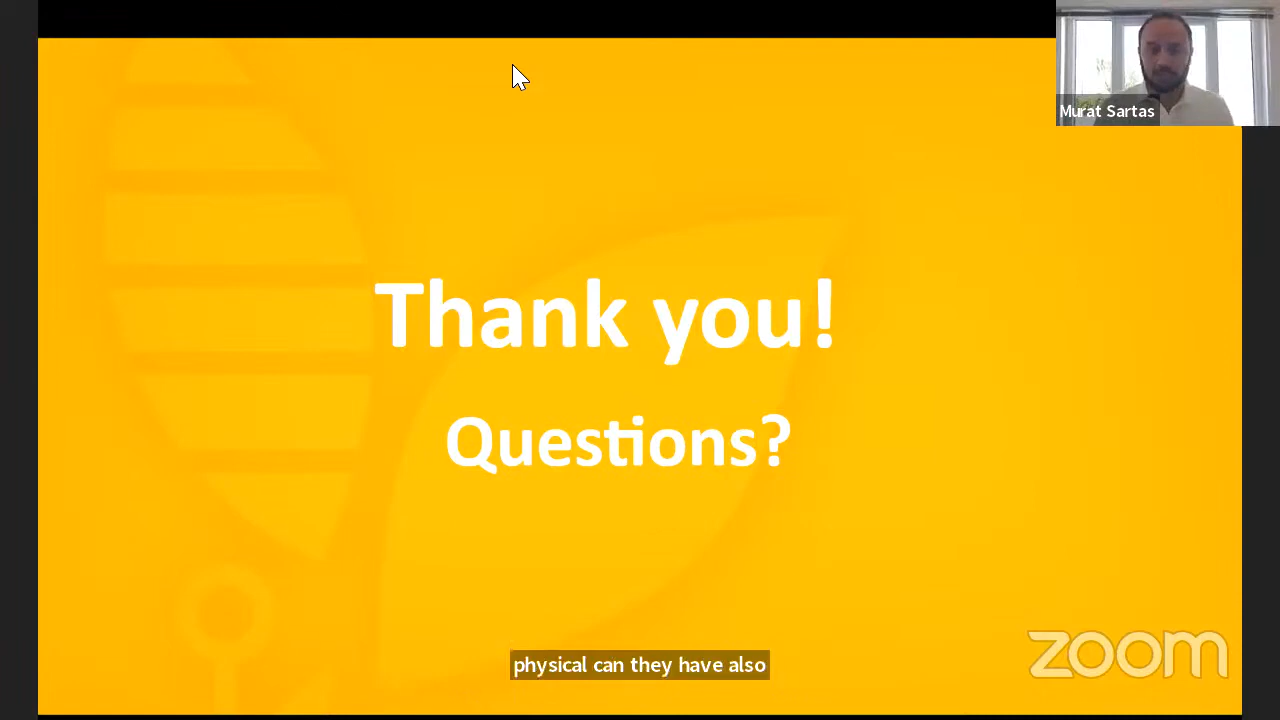 Murat Sartas
Thank you!
Questions?
physical can they have also
zoom